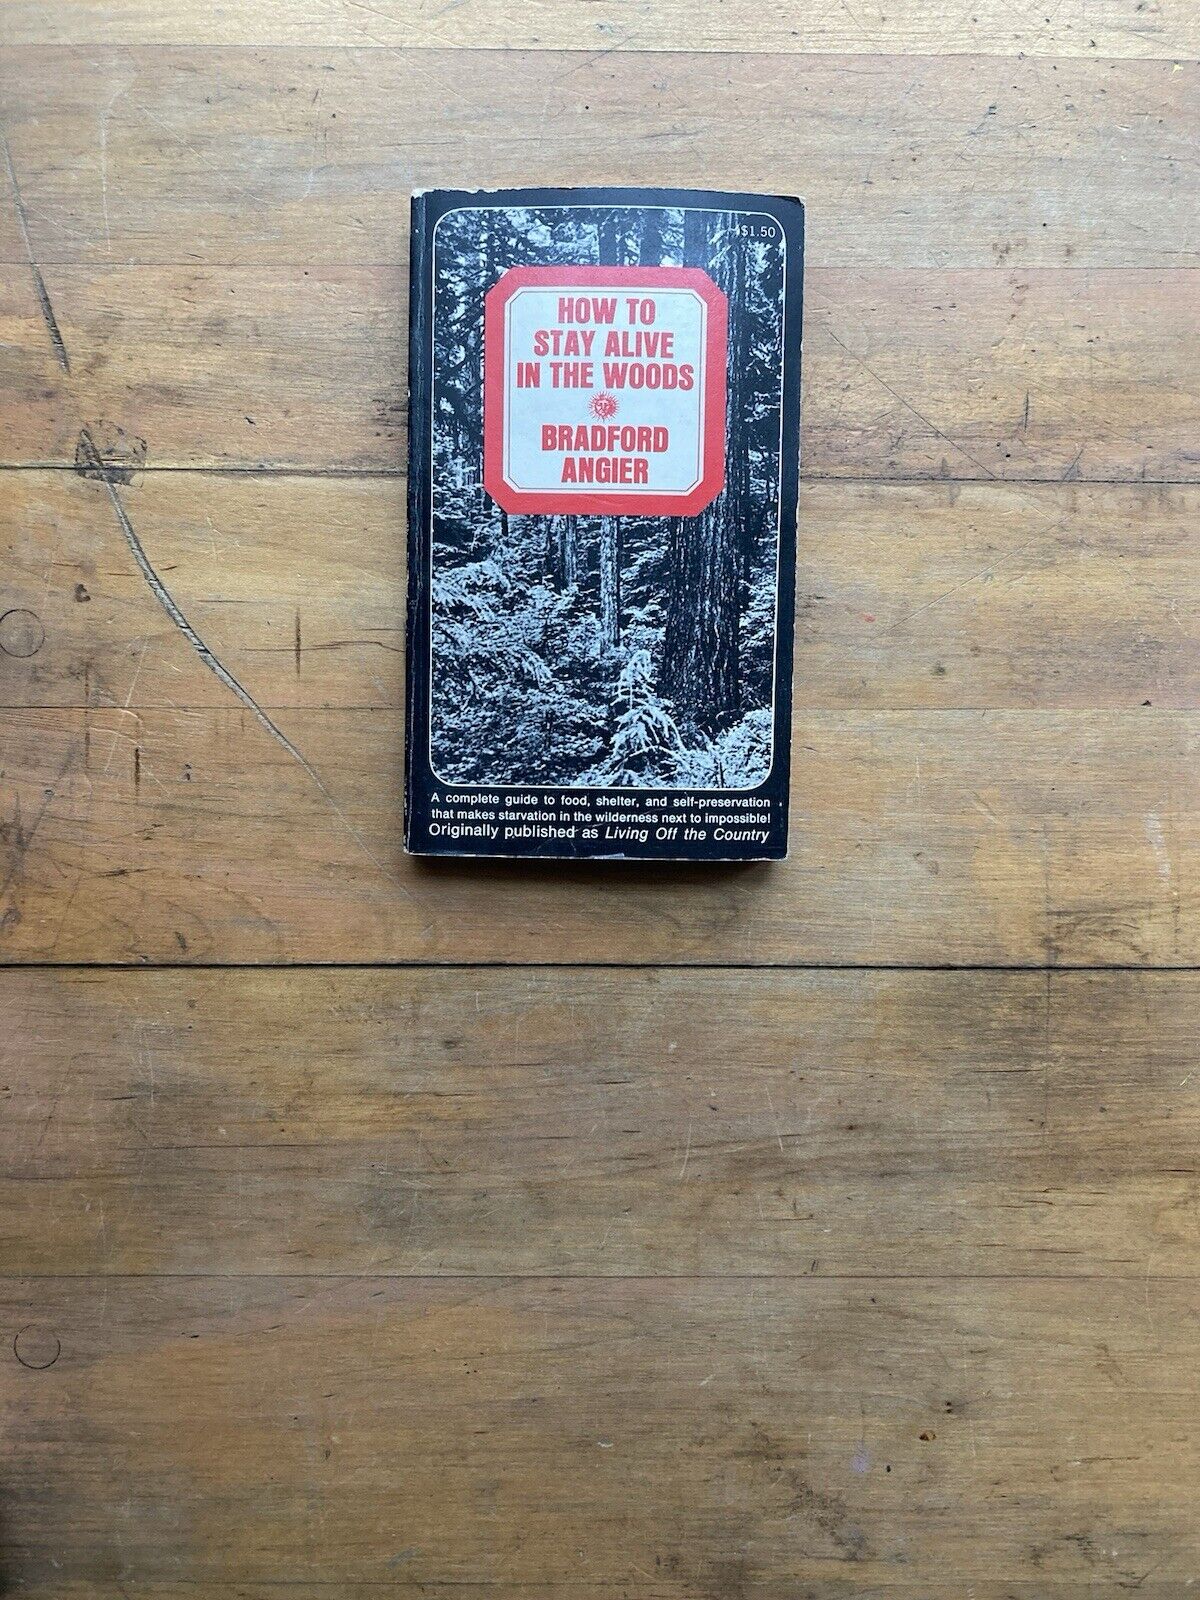 $1.50
HOW TO
STAY ALIVE
IN THE WOODS
BRADFORD
ANGIER
A complete guide to food, shelter, and self-preservation
that makes starvation in the wilderness next to impossible!
Originally published as Living Off the Country